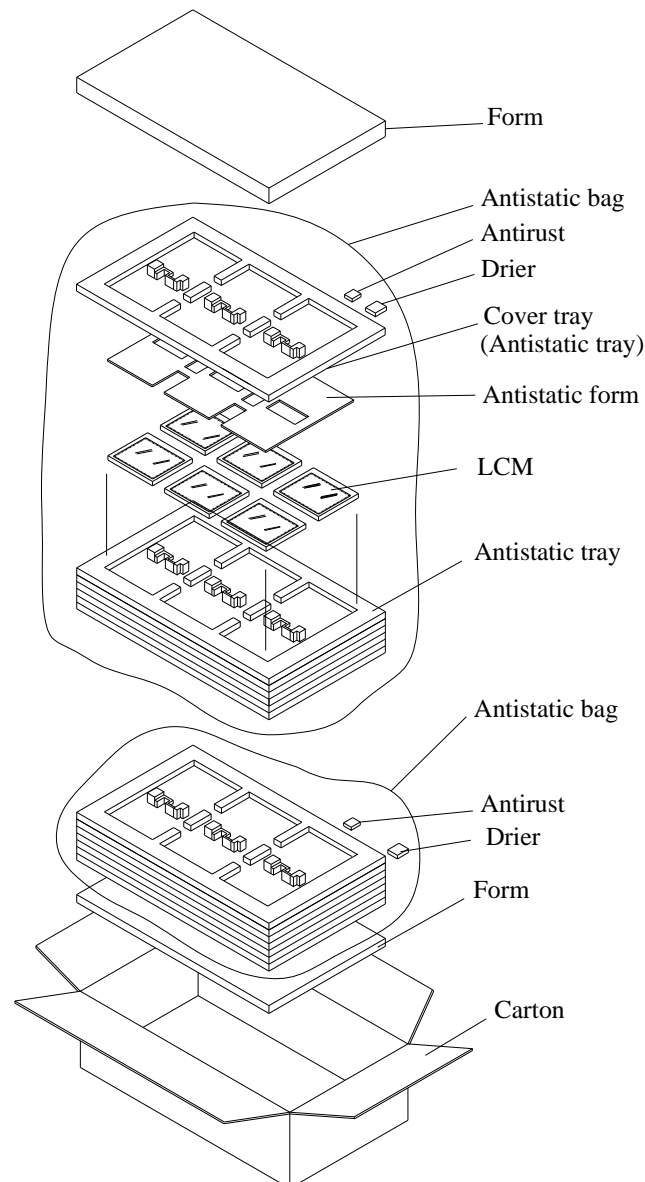 Form
Antistatic bag
Antirust
Drier
Cover tray
(Antistatic tray)
Antistatic form
LCM
Antistatic tray
Antistatic bag
Antirust
Drier
Form
Carton